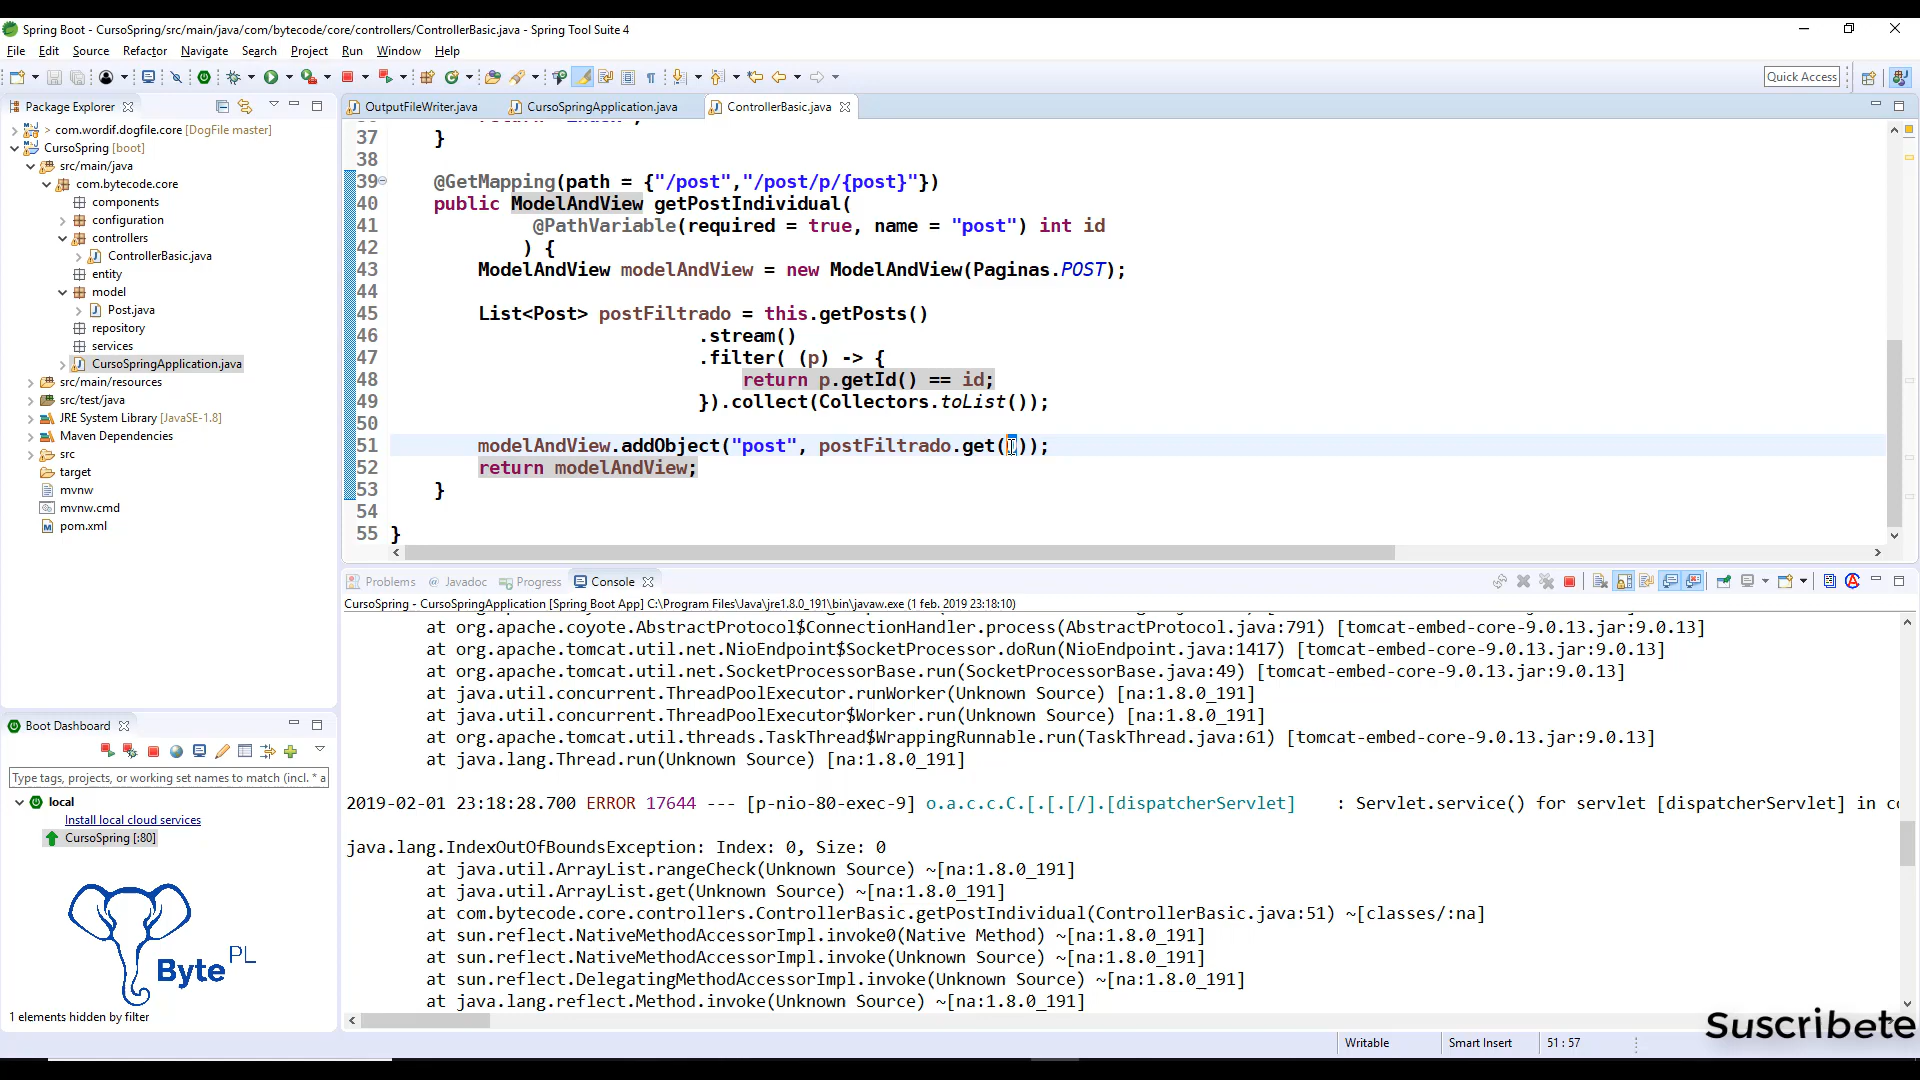 Spring Boot - CursoSpring/src/main/java/com/bytecode/core/controllers/ControllerBasic.java - Spring Tool Suite 4
File Edit Source Refactor Navigate Search Project Run Window Help
Quick Access
Package Explorer
> com.wordif.dogfile.core [DogFile master]
CursoSpring [boot]
src/main/java
com.bytecode.core
components
configuration
controllers
ControllerBasic.java
entity
model
Post.java
repository
services
CursoSpringApplication.java
src/main/resources
src/test/java
JRE System Library [JavaSE-1.8]
Maven Dependencies
src
target
mvnw
mvnw.cmd
pom.xml
OutputFileWriter.java CursoSpringApplication.java ControllerBasic.java
37 }
38
39 @GetMapping(path = {"/post","/post/p/{post}"})
40 public ModelAndView getPostIndividual(
41 @PathVariable(required = true, name = "post") int id
42 ) {
43 ModelAndView modelAndView = new ModelAndView(Paginas.POST);
44
45 List<Post> postFiltrado = this.getPosts()
46 .stream()
47 .filter( (p) -> {
48 return p.getId() == id;
49 }).collect(Collectors.toList());
50
51 modelAndView.addObject("post", postFiltrado.get( ));
52 return modelAndView;
53 }
54
55 }
Problems @ Javadoc Progress Console
CursoSpring - CursoSpringApplication [Spring Boot App] C:\Program Files\Java\jre1.8.0_191\bin\javaw.exe (1 feb. 2019 23:18:10)
at org.apache.coyote.AbstractProtocol$ConnectionHandler.process(AbstractProtocol.java:791) [tomcat-embed-core-9.0.13.jar:9.0.13]
at org.apache.tomcat.util.net.NioEndpoint$SocketProcessor.doRun(NioEndpoint.java:1417) [tomcat-embed-core-9.0.13.jar:9.0.13]
at org.apache.tomcat.util.net.SocketProcessorBase.run(SocketProcessorBase.java:49) [tomcat-embed-core-9.0.13.jar:9.0.13]
at java.util.concurrent.ThreadPoolExecutor.runWorker(Unknown Source) [na:1.8.0_191]
at java.util.concurrent.ThreadPoolExecutor$Worker.run(Unknown Source) [na:1.8.0_191]
at org.apache.tomcat.util.threads.TaskThread$WrappingRunnable.run(TaskThread.java:61) [tomcat-embed-core-9.0.13.jar:9.0.13]
at java.lang.Thread.run(Unknown Source) [na:1.8.0_191]
2019-02-01 23:18:28.700 ERROR 17644 --- [p-nio-80-exec-9] o.a.c.c.C.[.[.[/].[dispatcherServlet] : Servlet.service() for servlet [dispatcherServlet] in co
java.lang.IndexOutOfBoundsException: Index: 0, Size: 0
at java.util.ArrayList.rangeCheck(Unknown Source) ~[na:1.8.0_191]
at java.util.ArrayList.get(Unknown Source) ~[na:1.8.0_191]
at com.bytecode.core.controllers.ControllerBasic.getPostIndividual(ControllerBasic.java:51) ~[classes/:na]
at sun.reflect.NativeMethodAccessorImpl.invoke0(Native Method) ~[na:1.8.0_191]
at sun.reflect.NativeMethodAccessorImpl.invoke(Unknown Source) ~[na:1.8.0_191]
at sun.reflect.DelegatingMethodAccessorImpl.invoke(Unknown Source) ~[na:1.8.0_191]
at java.lang.reflect.Method.invoke(Unknown Source) ~[na:1.8.0_191]
Boot Dashboard
Type tags, projects, or working set names to match (incl. * a
local
Install local cloud services
CursoSpring [:80]
Byte PL
1 elements hidden by filter
Suscribete
Writable Smart Insert 51 : 57